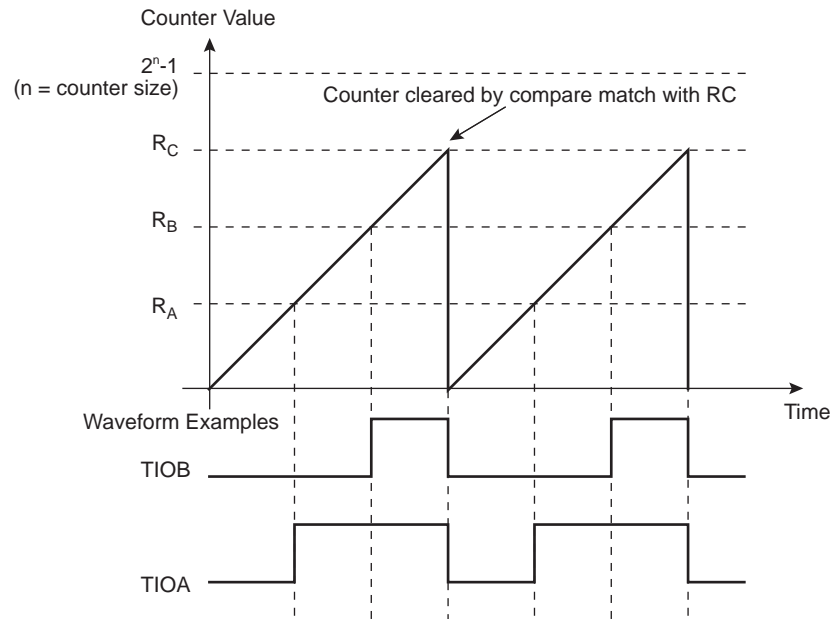 Counter Value
2ⁿ-1
(n = counter size)
Counter cleared by compare match with RC
R_C
R_B
R_A
Time
Waveform Examples
TIOB
TIOA